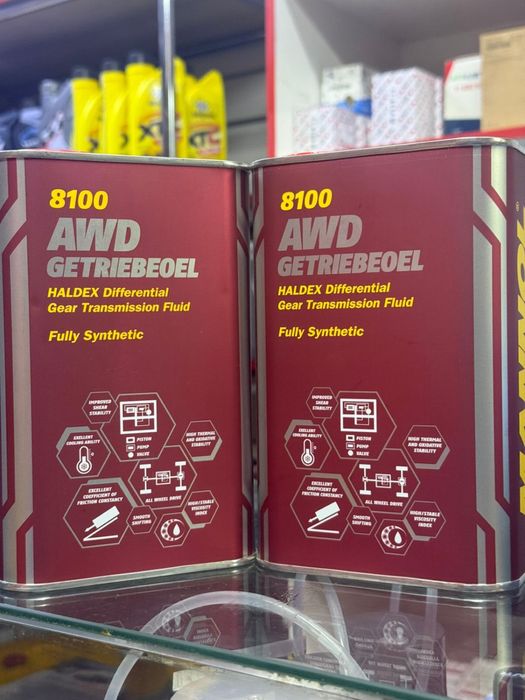 8100
AWD
GETRIEBEOEL
HALDEX Differential
Gear Transmission Fluid
Fully Synthetic
IMPROVED
SHEAR
STABILITY
EXELLENT
COOLING ABILITY
PISTON
PUMP
VALVE
HIGH THERMAL
AND OXIDATIVE
STABILITY
ALL WHEEL DRIVE
EXCELLENT
COEFFICIENT OF
FRICTION CONSTANCY
SMOOTH
SHIFTING
HIGH/STABLE
VISCOSITY
INDEX
8100
AWD
GETRIEBEOEL
HALDEX Differential
Gear Transmission Fluid
Fully Synthetic
IMPROVED
SHEAR
STABILITY
EXELLENT
COOLING ABILITY
PISTON
PUMP
VALVE
HIGH THERMAL
AND OXIDATIVE
STABILITY
ALL WHEEL DRIVE
EXCELLENT
COEFFICIENT OF
FRICTION CONSTANCY
SMOOTH
SHIFTING
HIGH/STABLE
VISCOSITY
INDEX
MANNOL